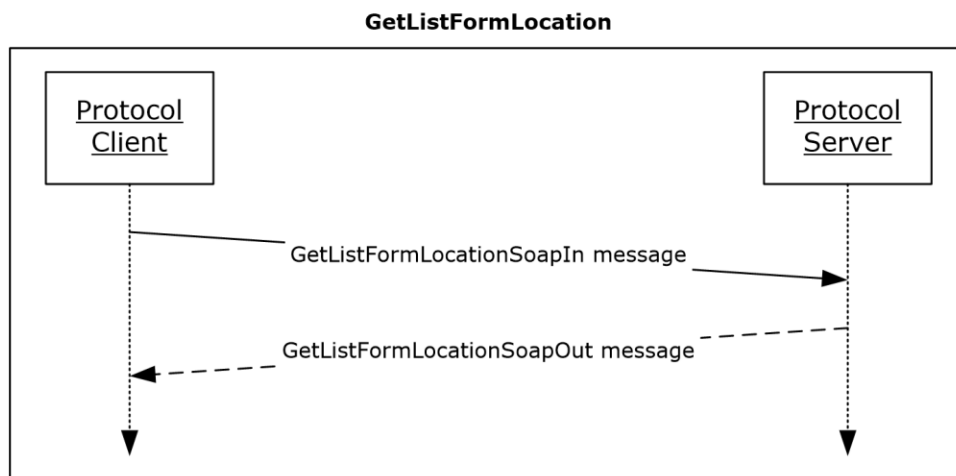 GetListFormLocation
Protocol
Client
Protocol
Server
GetListFormLocationSoapIn message
GetListFormLocationSoapOut message